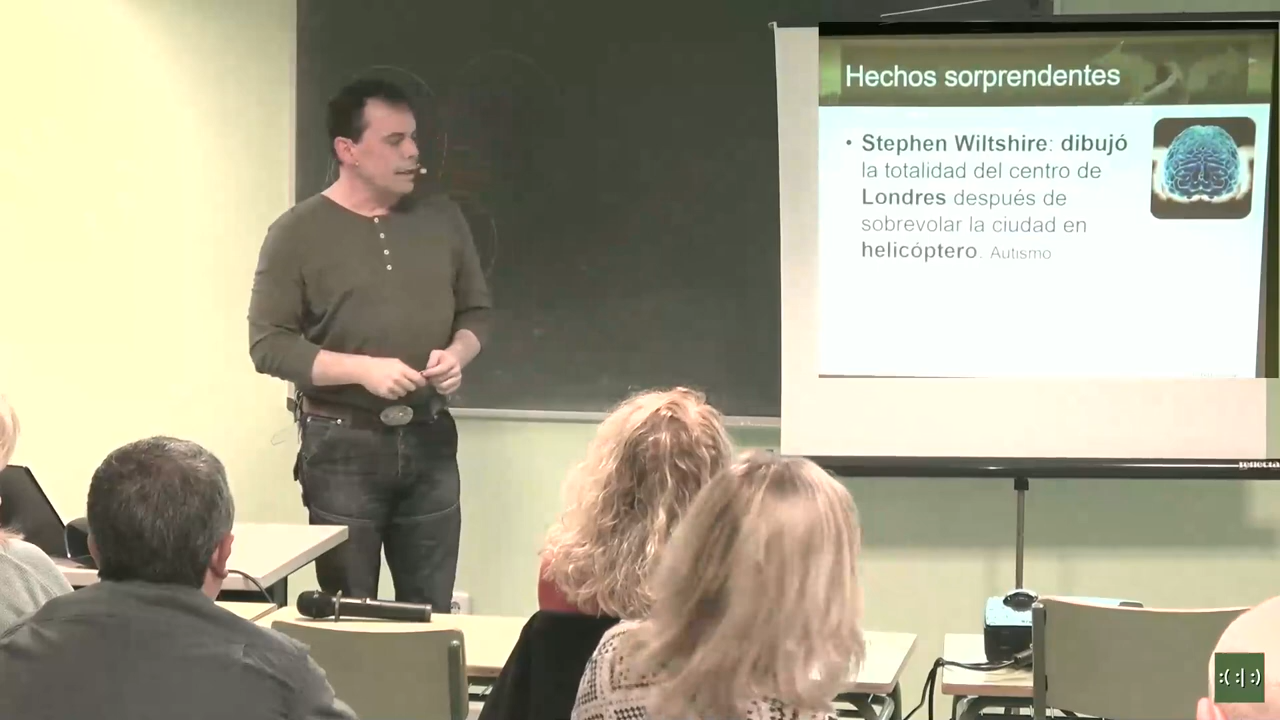 Hechos sorprendentes
• Stephen Wiltshire: dibujó
la totalidad del centro de
Londres después de
sobrevolar la ciudad en
helicóptero. Autismo
:( :| :)